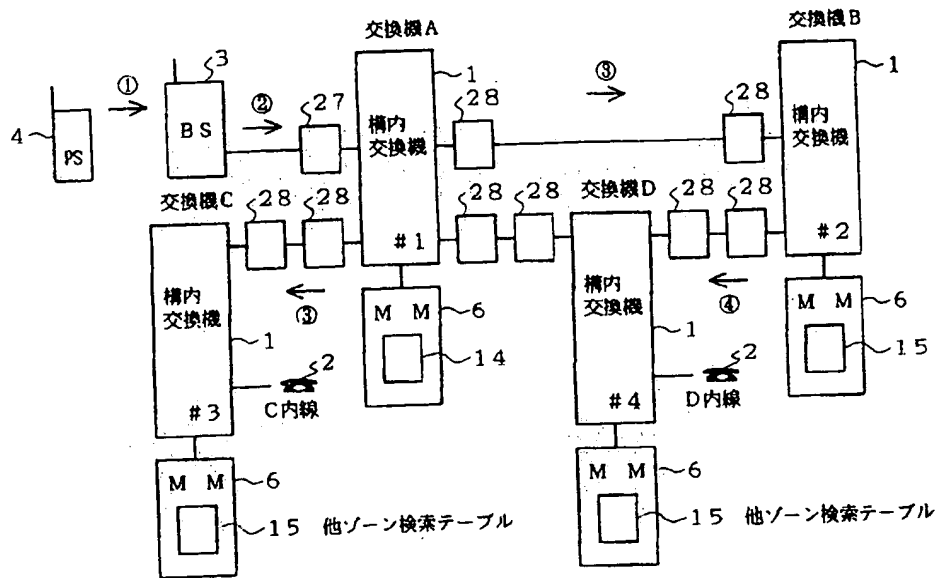 交換機A
交換機B
3
1
③
1
①
②
27
28
28
4
PS
BS
構内
交換機
構内
交換機
交換機C
28
28
28
28
交換機D
28
28
#1
#2
構内
交換機
③
M M
6
構内
交換機
④
M M
6
1
2
14
1
2
15
C内線
D内線
#3
#4
M M
6
M M
6
15 他ゾーン検索テーブル
15 他ゾーン検索テーブル